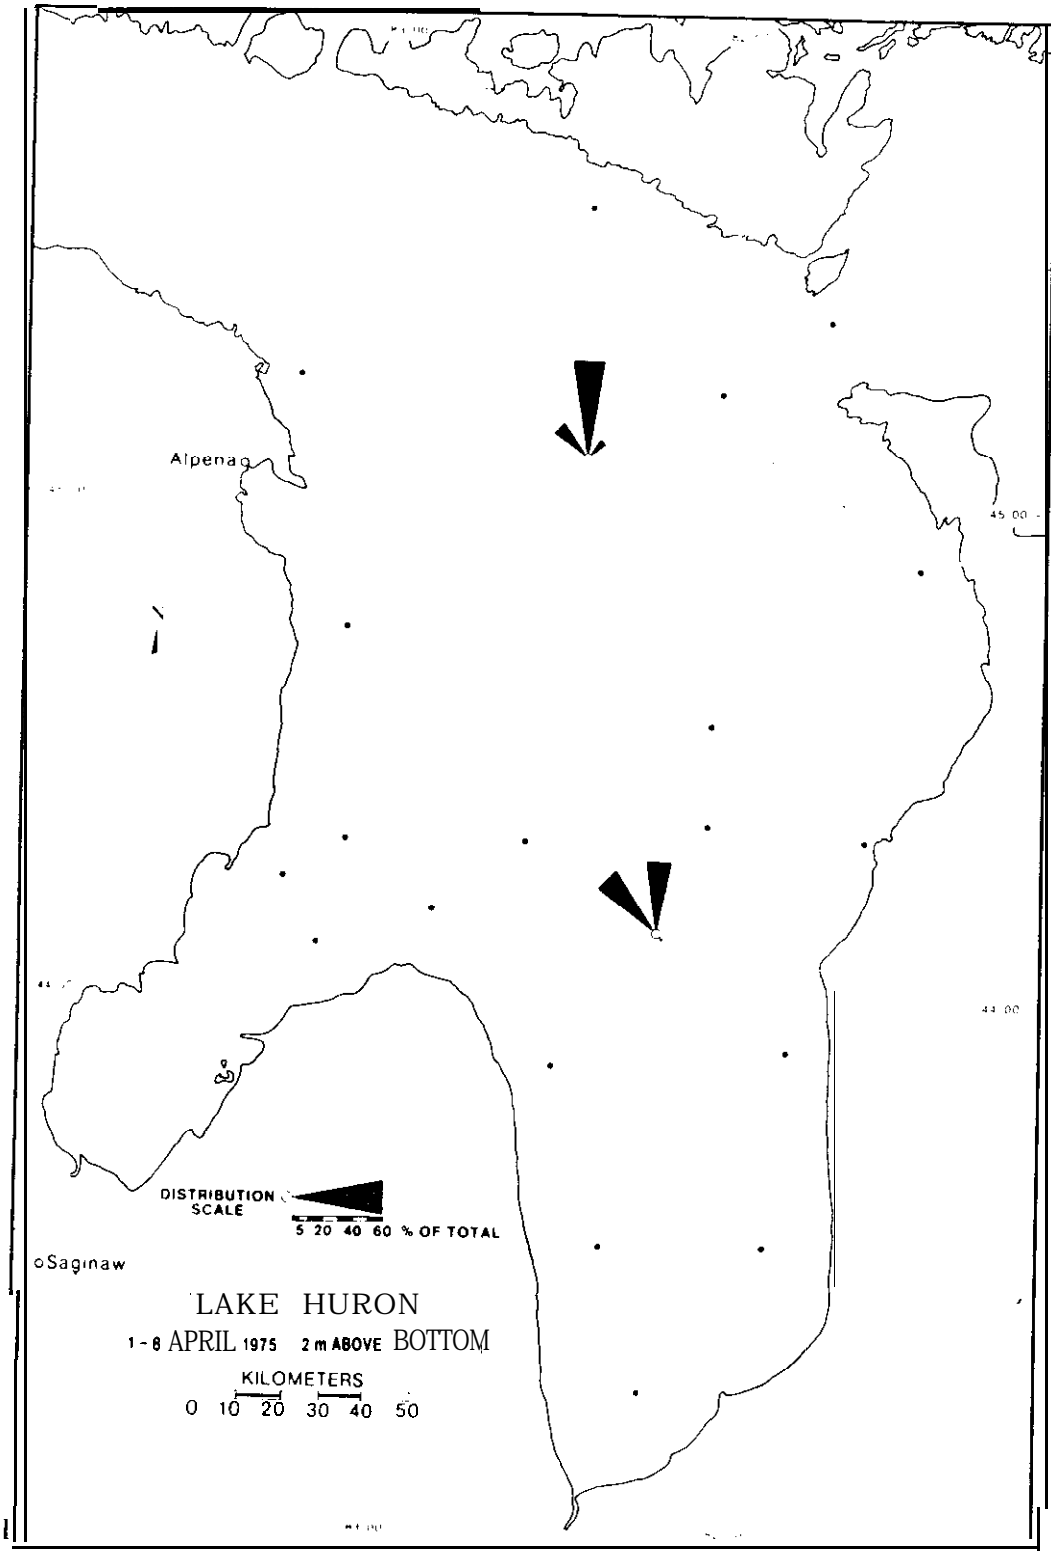 Alpena
45 00
44 00
DISTRIBUTION
SCALE
5 20 40 60 % OF TOTAL
Saginaw
LAKE HURON
1-8 APRIL 1975 2 m ABOVE BOTTOM
KILOMETERS
0 10 20 30 40 50